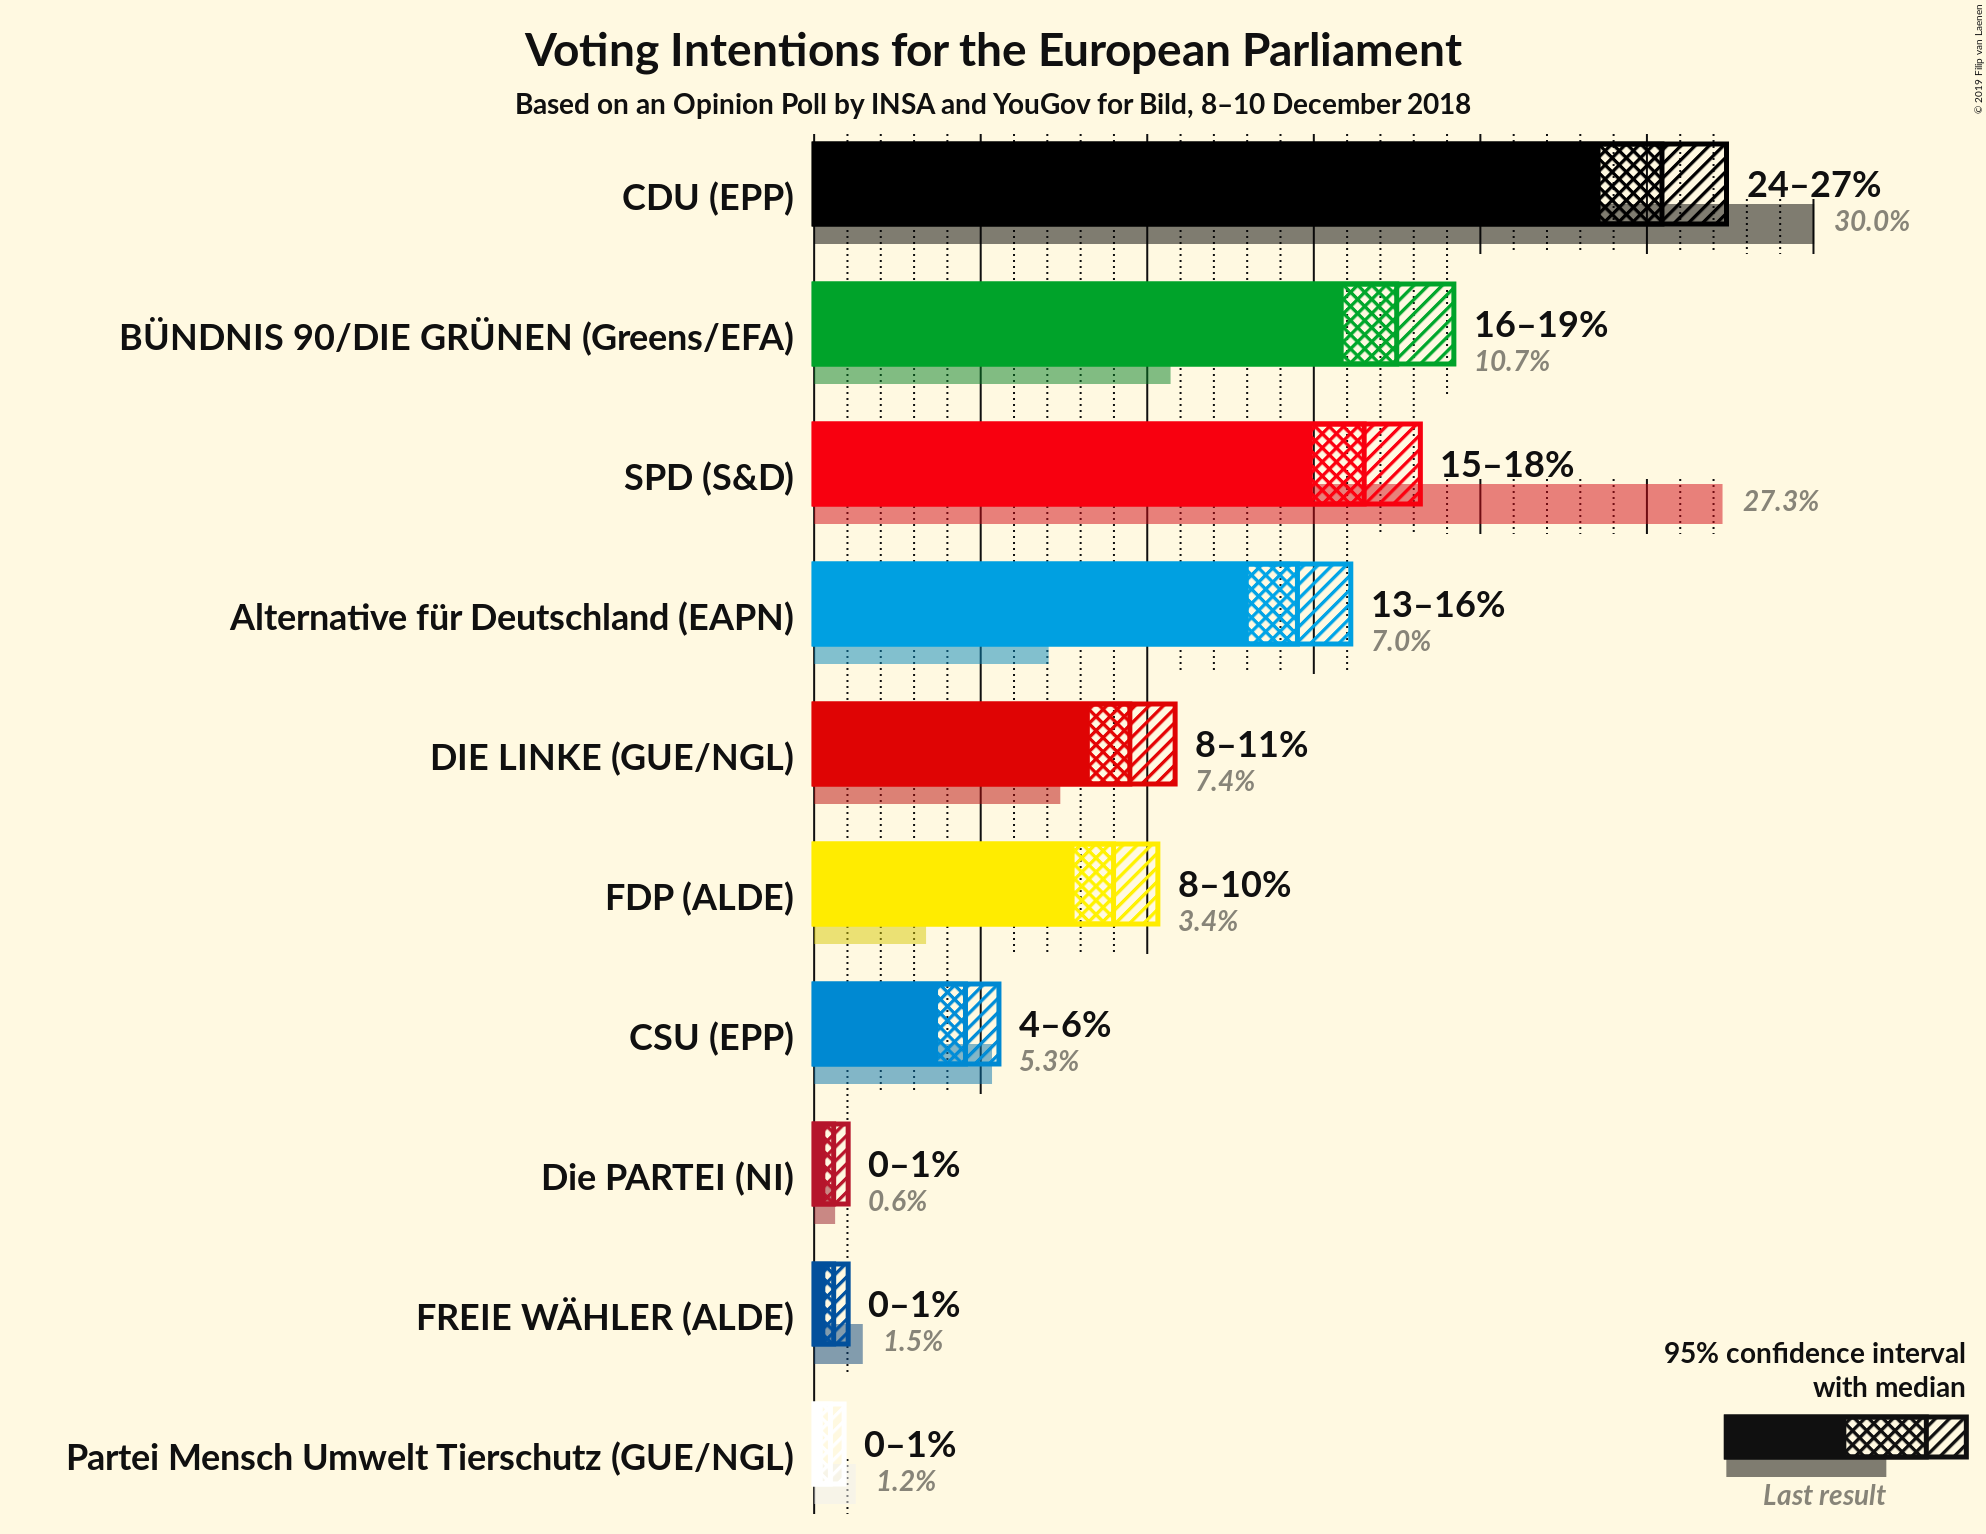 Voting Intentions for the European Parliament
Based on an Opinion Poll by INSA and YouGov for Bild, 8–10 December 2018
© 2019 Filip van Laenen
CDU (EPP)
24–27%
30.0%
BÜNDNIS 90/DIE GRÜNEN (Greens/EFA)
16–19%
10.7%
SPD (S&D)
15–18%
27.3%
Alternative für Deutschland (EAPN)
13–16%
7.0%
DIE LINKE (GUE/NGL)
8–11%
7.4%
FDP (ALDE)
8–10%
3.4%
CSU (EPP)
4–6%
5.3%
Die PARTEI (NI)
0–1%
0.6%
FREIE WÄHLER (ALDE)
0–1%
1.5%
Partei Mensch Umwelt Tierschutz (GUE/NGL)
0–1%
1.2%
95% confidence interval
with median
Last result